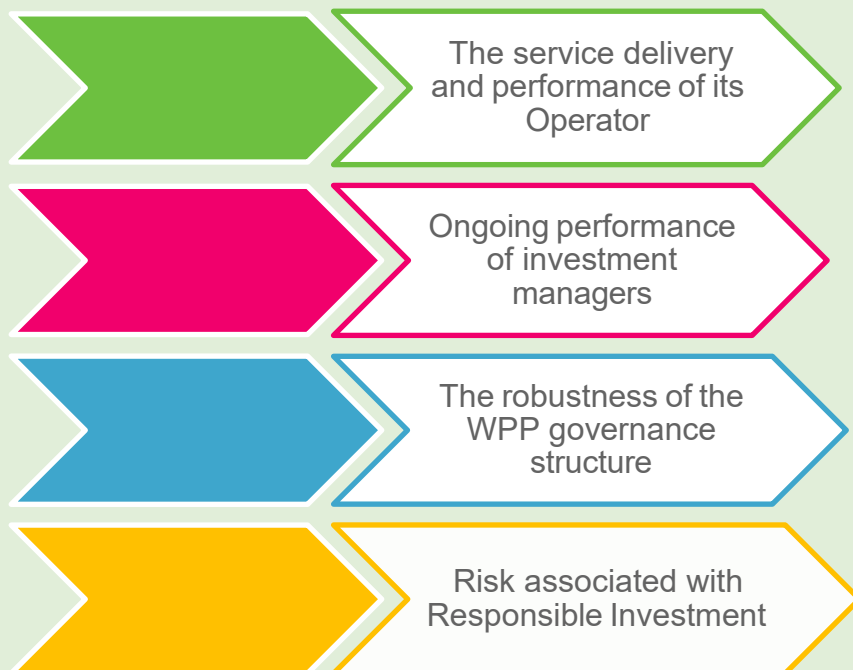 The service delivery
and performance of its
Operator
Ongoing performance
of investment
managers
The robustness of the
WPP governance
structure
Risk associated with
Responsible Investment